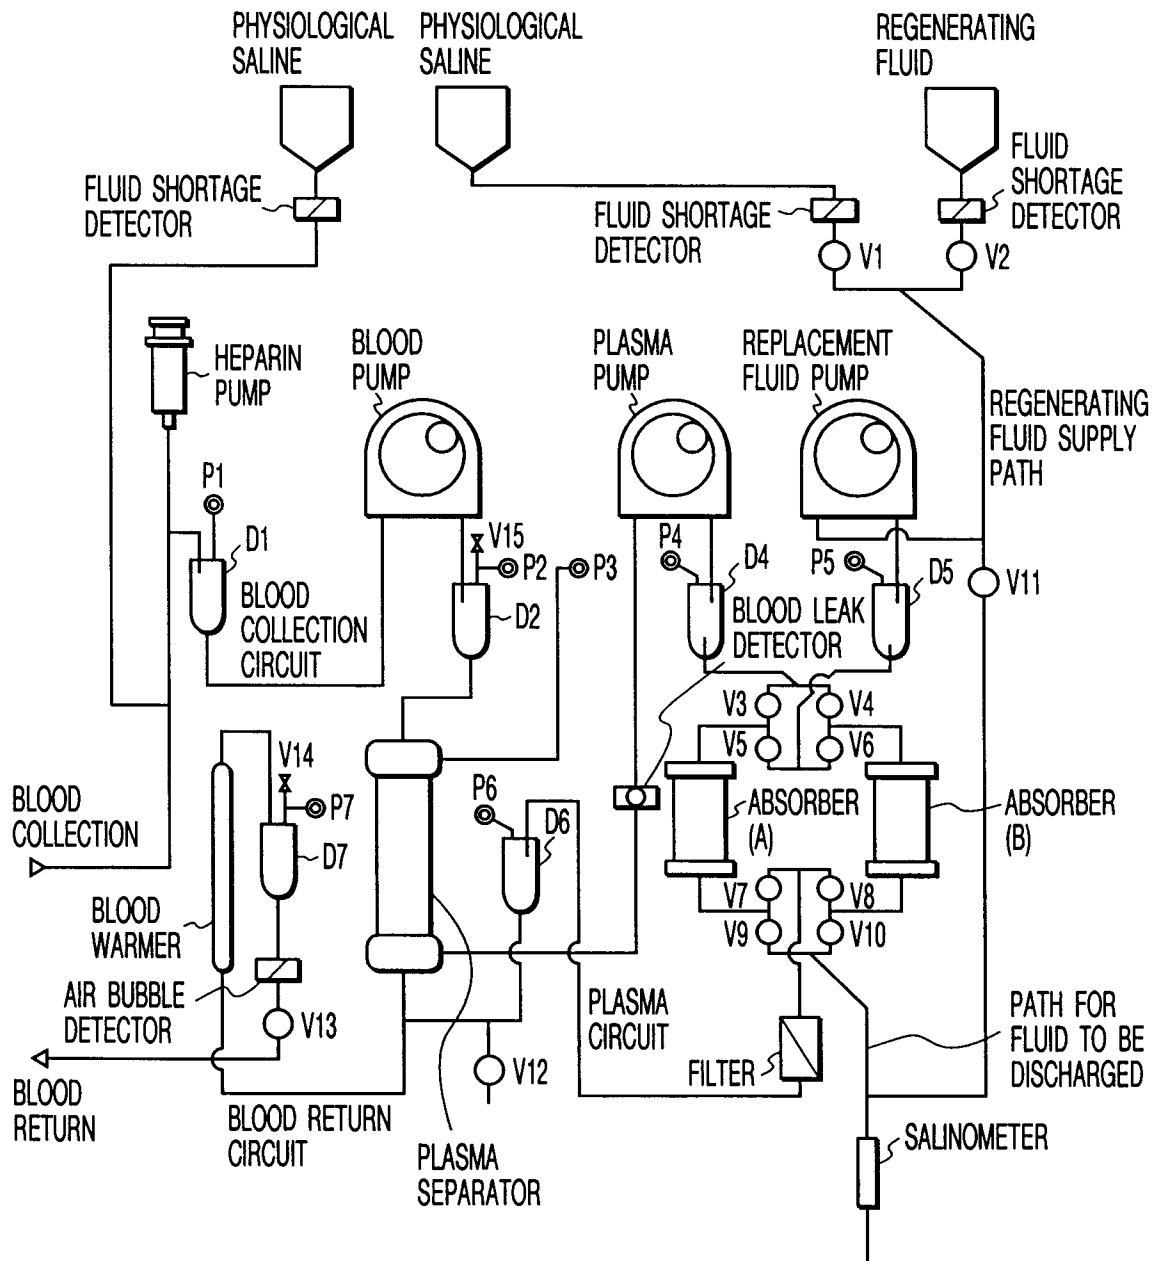 PHYSIOLOGICAL
SALINE
PHYSIOLOGICAL
SALINE
REGENERATING
FLUID
FLUID SHORTAGE
DETECTOR
FLUID SHORTAGE
DETECTOR
FLUID
SHORTAGE
DETECTOR
V1
V2
HEPARIN
PUMP
BLOOD
PUMP
PLASMA
PUMP
REPLACEMENT
FLUID PUMP
REGENERATING
FLUID SUPPLY
PATH
P1
D1
BLOOD
COLLECTION
CIRCUIT
V15
P2
P3
D2
P4
D4
P5
D5
V11
BLOOD LEAK
DETECTOR
V3
V4
V5
V6
V14
P7
D7
P6
D6
ABSORBER
(A)
ABSORBER
(B)
BLOOD
COLLECTION
BLOOD
WARMER
V7
V8
V9
V10
AIR BUBBLE
DETECTOR
V13
V12
PLASMA
CIRCUIT
FILTER
PATH FOR
FLUID TO BE
DISCHARGED
BLOOD
RETURN
BLOOD RETURN
CIRCUIT
PLASMA
SEPARATOR
SALINOMETER